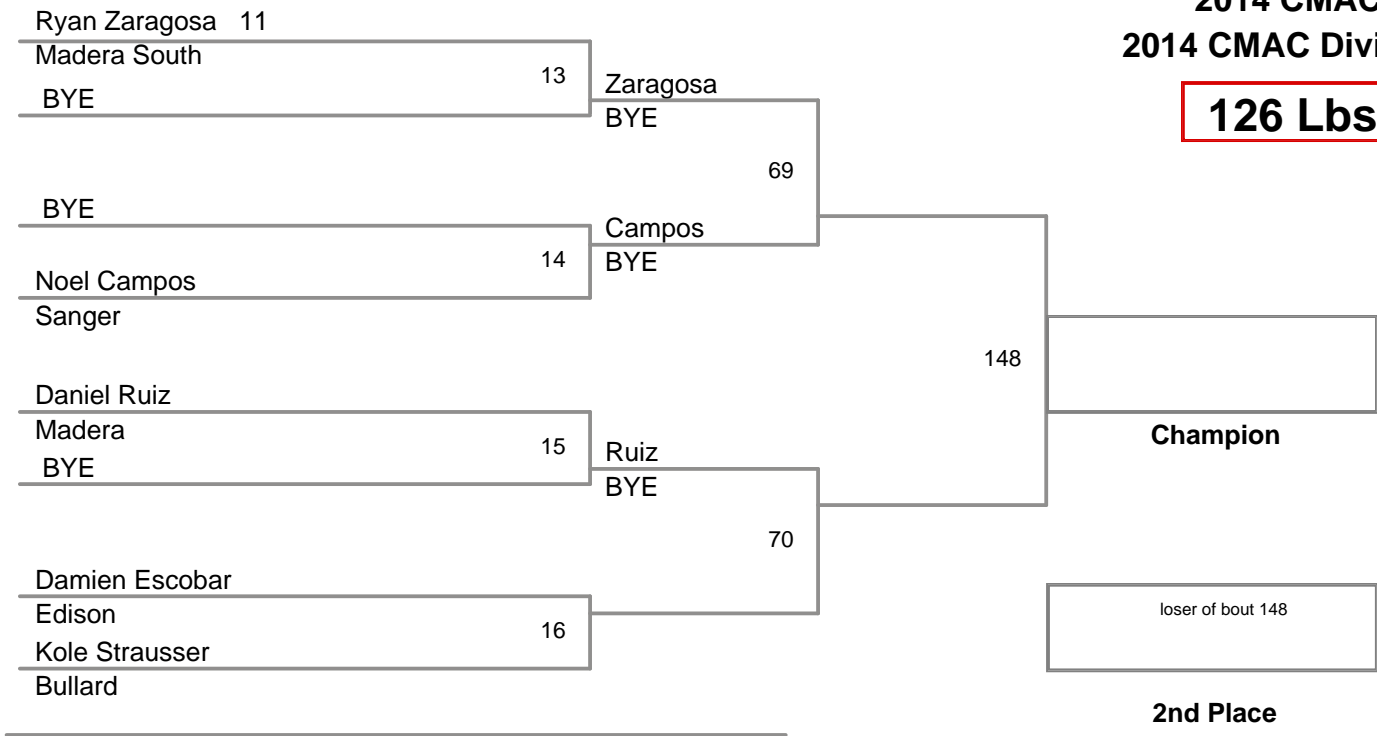 2014 CMAC
2014 CMAC Divi
126 Lbs
Ryan Zaragosa 11
Madera South
13
BYE
Zaragosa
BYE
69
BYE
14
Noel Campos
Sanger
Campos
BYE
148
Daniel Ruiz
Madera
15
BYE
Ruiz
BYE
70
Damien Escobar
Edison
16
Kole Strausser
Bullard
Champion
loser of bout 148
2nd Place